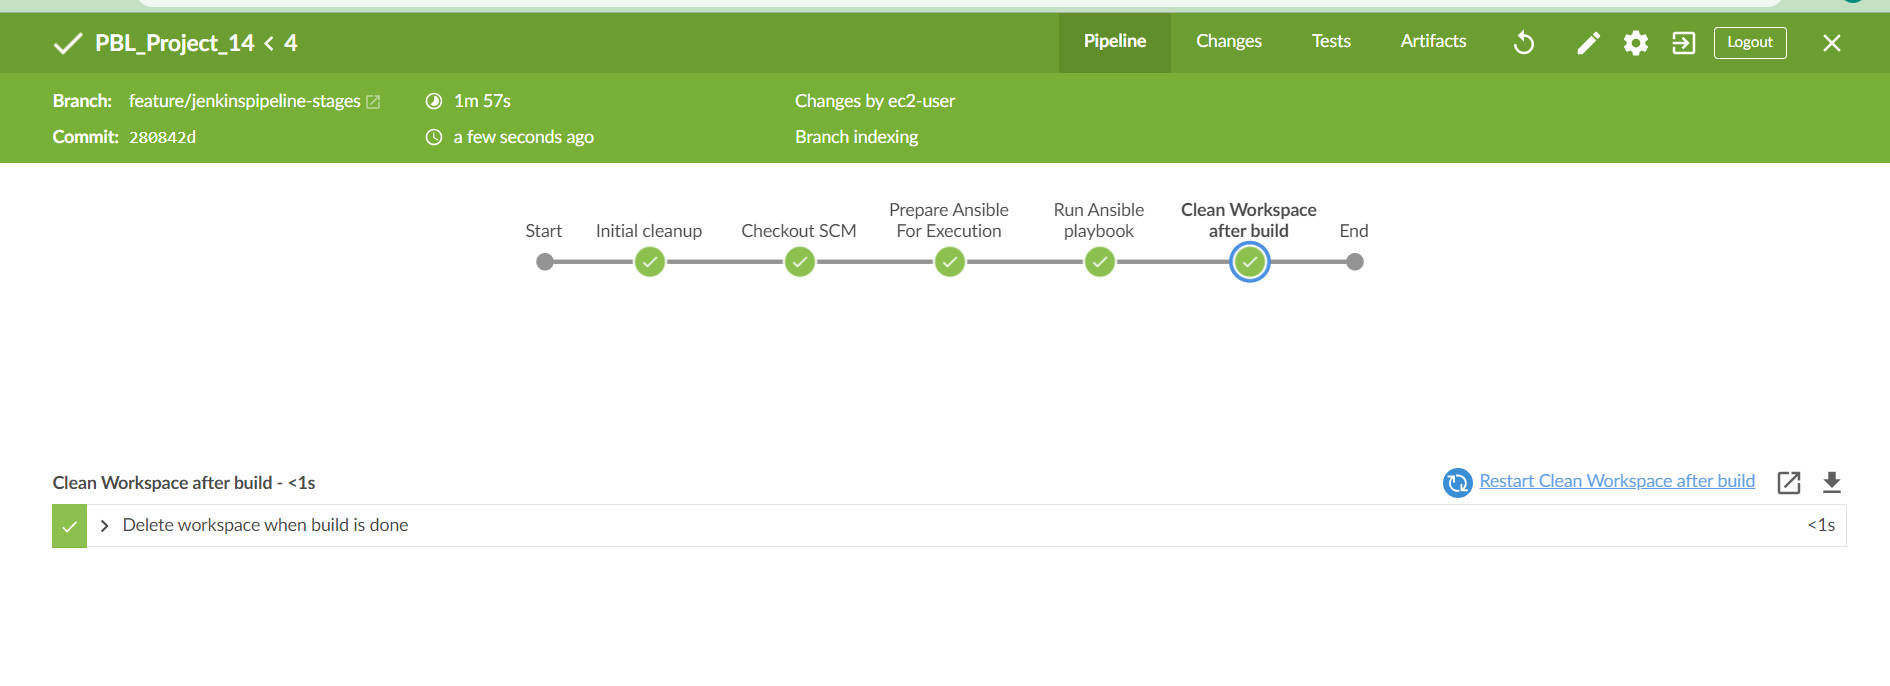 PBL_Project_14 < 4
Pipeline
Changes
Tests
Artifacts
Logout
Branch: feature/jenkinspipeline-stages
1m 57s
Changes by ec2-user
Commit: 280842d
a few seconds ago
Branch indexing
Start
Initial cleanup
Checkout SCM
Prepare Ansible
For Execution
Run Ansible
playbook
Clean Workspace
after build
End
Clean Workspace after build - <1s
Restart Clean Workspace after build
Delete workspace when build is done
<1s